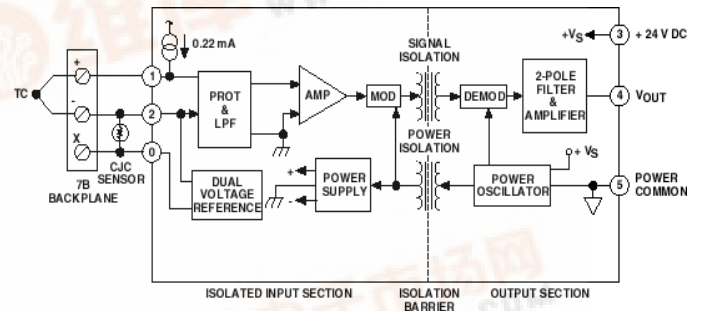 +VS
3
+ 24 V DC
0.22 mA
SIGNAL
ISOLATION
TC
+
-
X
1
2
0
PROT
&
LPF
AMP
MOD
DEMOD
2-POLE
FILTER
&
AMPLIFIER
4
VOUT
POWER
ISOLATION
+ VS
CJC
SENSOR
7B
BACKPLANE
DUAL
VOLTAGE
REFERENCE
+
-
POWER
SUPPLY
POWER
OSCILLATOR
5
POWER
COMMON
ISOLATED INPUT SECTION
ISOLATION
BARRIER
OUTPUT SECTION